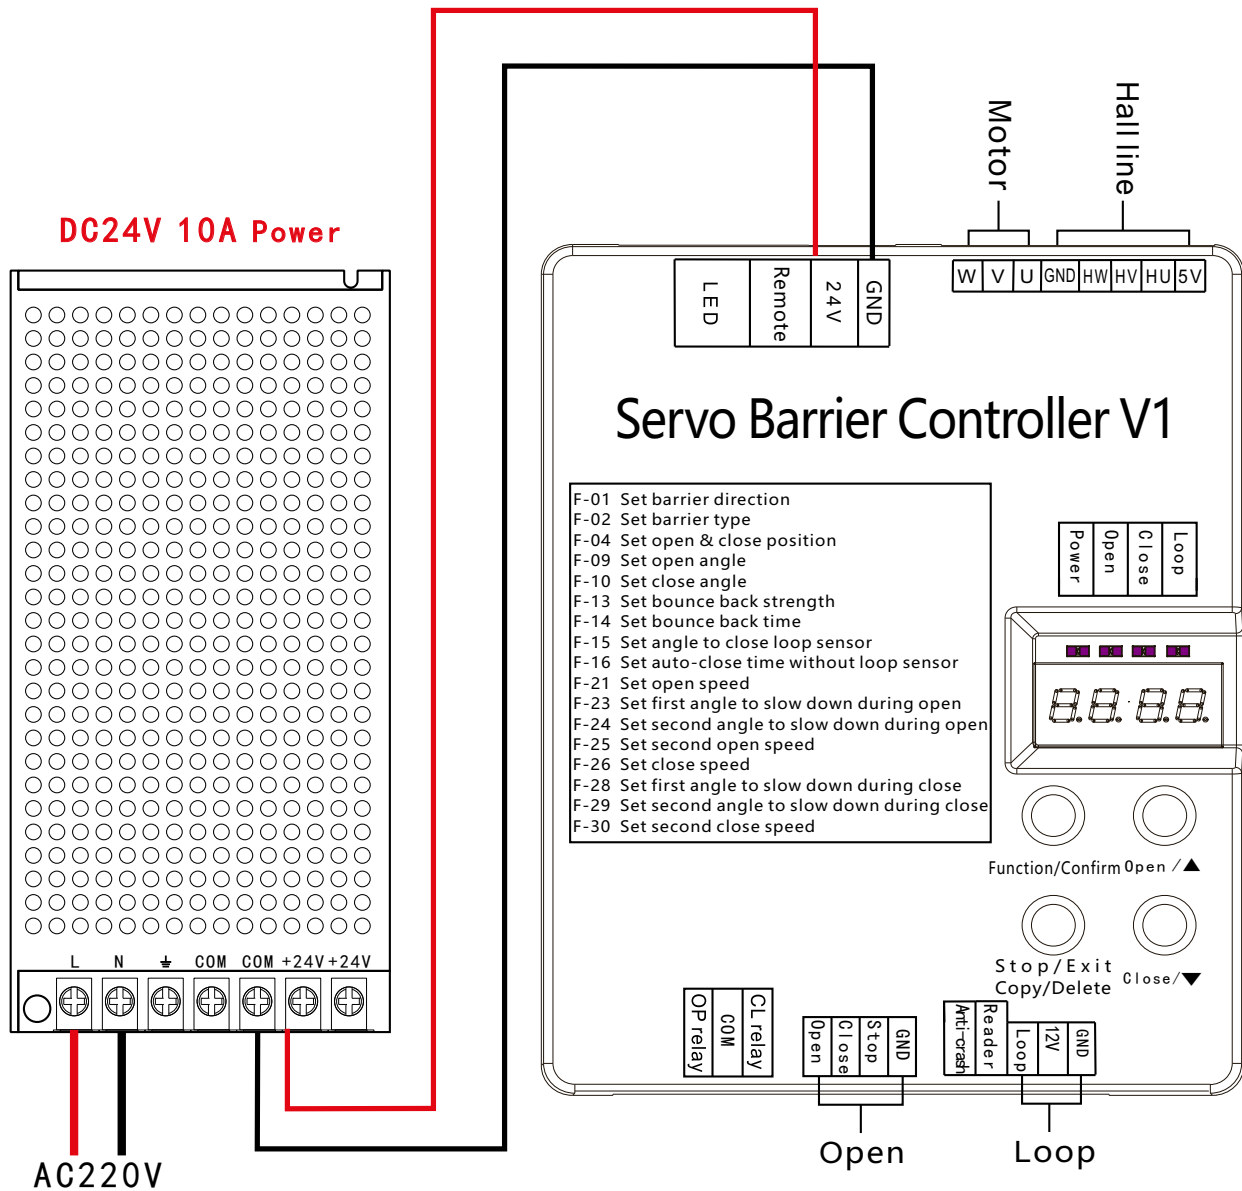 Motor
Hall line
DC24V 10A Power
LED
Remote
24V
GND
W V U GND HW HV HU 5V
Servo Barrier Controller V1
F-01 Set barrier direction
F-02 Set barrier type
F-04 Set open & close position
F-09 Set open angle
F-10 Set close angle
F-13 Set bounce back strength
F-14 Set bounce back time
F-15 Set angle to close loop sensor
F-16 Set auto-close time without loop sensor
F-21 Set open speed
F-23 Set first angle to slow down during open
F-24 Set second angle to slow down during open
F-25 Set second open speed
F-26 Set close speed
F-28 Set first angle to slow down during close
F-29 Set second angle to slow down during close
F-30 Set second close speed
Power
Open
Close
Loop
88.88
Function/Confirm
Open /▲
Stop/Exit
Copy/Delete
Close/▼
L N COM COM +24V +24V
OP relay
COM
CL relay
Open
Close
Stop
GND
Anti-crash
Reader
Loop
12V
GND
Open
Loop
AC220V